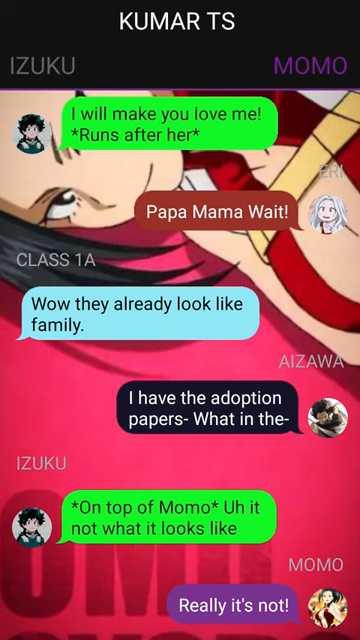 KUMAR TS
IZUKU
MOMO
I will make you love me!
*Runs after her*
ERI
Papa Mama Wait!
CLASS 1A
Wow they already look like
family.
AIZAWA
I have the adoption
papers- What in the-
IZUKU
*On top of Momo* Uh it
not what it looks like
MOMO
Really it's not!